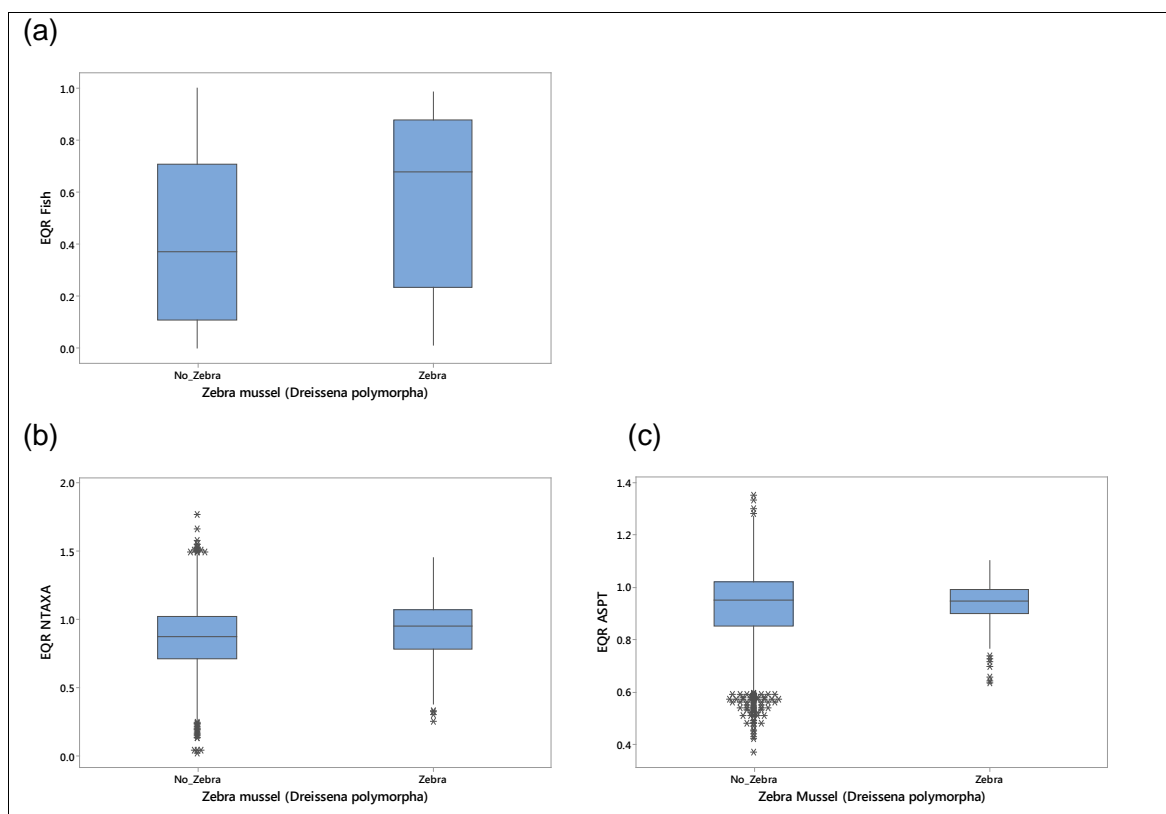 (a)
EQR Fish
1.0
0.8
0.6
0.4
0.2
0.0
No_Zebra
Zebra
Zebra mussel (Dreissena polymorpha)
(b)
EQR NTAXA
2.0
1.5
1.0
0.5
0.0
No_Zebra
Zebra
Zebra mussel (Dreissena polymorpha)
(c)
EQR ASPT
1.4
1.2
1.0
0.8
0.6
0.4
No_Zebra
Zebra
Zebra Mussel (Dreissena polymorpha)